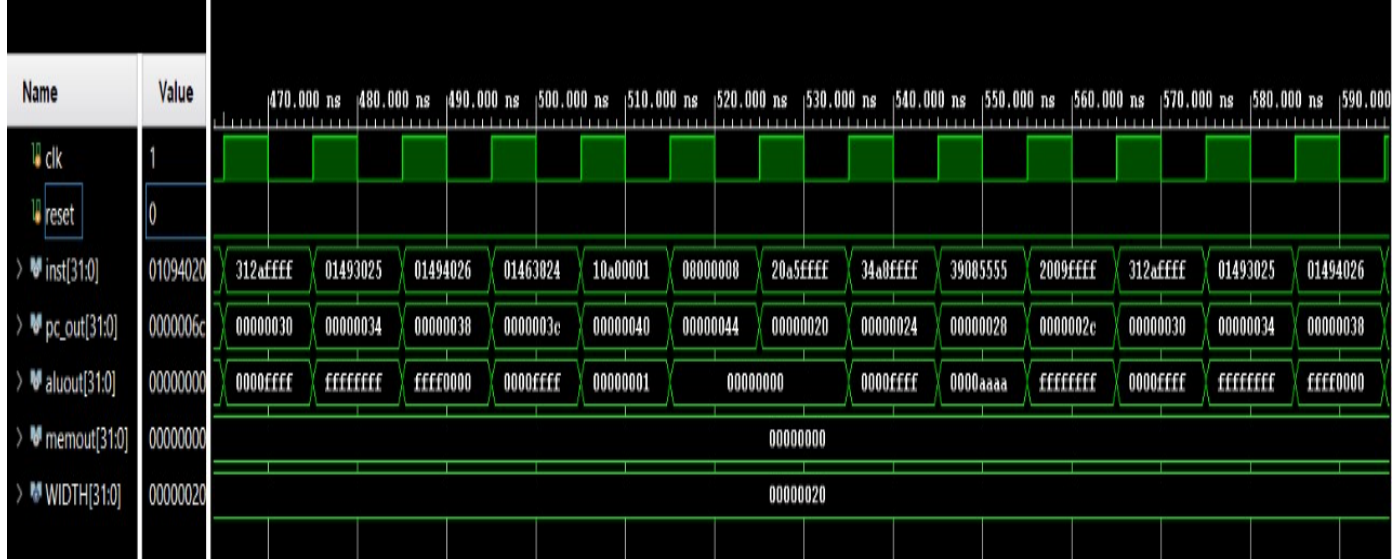 Name Value
470.000 ns 480.000 ns 490.000 ns 500.000 ns 510.000 ns 520.000 ns 530.000 ns 540.000 ns 550.000 ns 560.000 ns 570.000 ns 580.000 ns 590.000
clk 1
reset 0
inst[31:0] 01094020 312affff 01493025 01494026 01463824 10a00001 08000008 20a5ffff 34a8ffff 39085555 2009ffff 312affff 01493025 01494026
pc_out[31:0] 0000006c 00000030 00000034 00000038 0000003c 00000040 00000044 00000020 00000024 00000028 0000002c 00000030 00000034 00000038
aluout[31:0] 00000000 0000ffff ffffffff ffff0000 0000ffff 00000001 00000000 0000ffff 0000aaaa ffffffff 0000ffff ffffffff ffff0000
memout[31:0] 00000000 00000000
WIDTH[31:0] 00000020 00000020